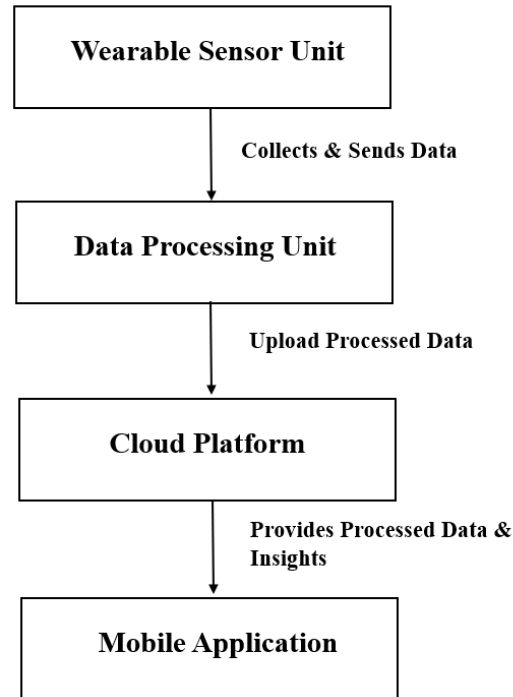 Wearable Sensor Unit
Collects & Sends Data
Data Processing Unit
Upload Processed Data
Cloud Platform
Provides Processed Data &
Insights
Mobile Application